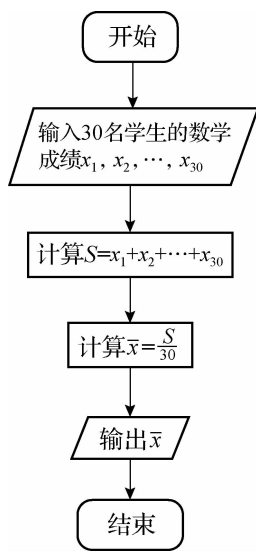 开始
输入30名学生的数学
成绩x₁, x₂, …, x₃₀
计算S=x₁+x₂+…+x₃₀
计算x̄=S/30
输出x̄
结束